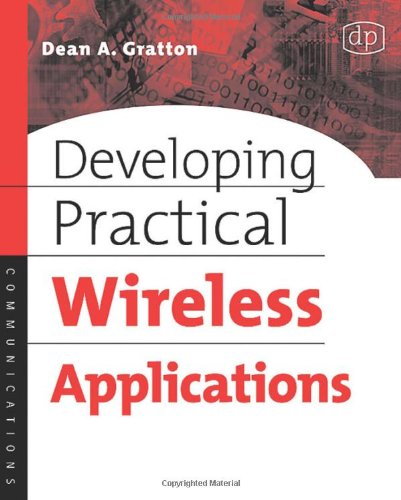 Dean A. Gratton
dp
Developing
Practical
Wireless
Applications
COMMUNICATIONS
Copyrighted Material